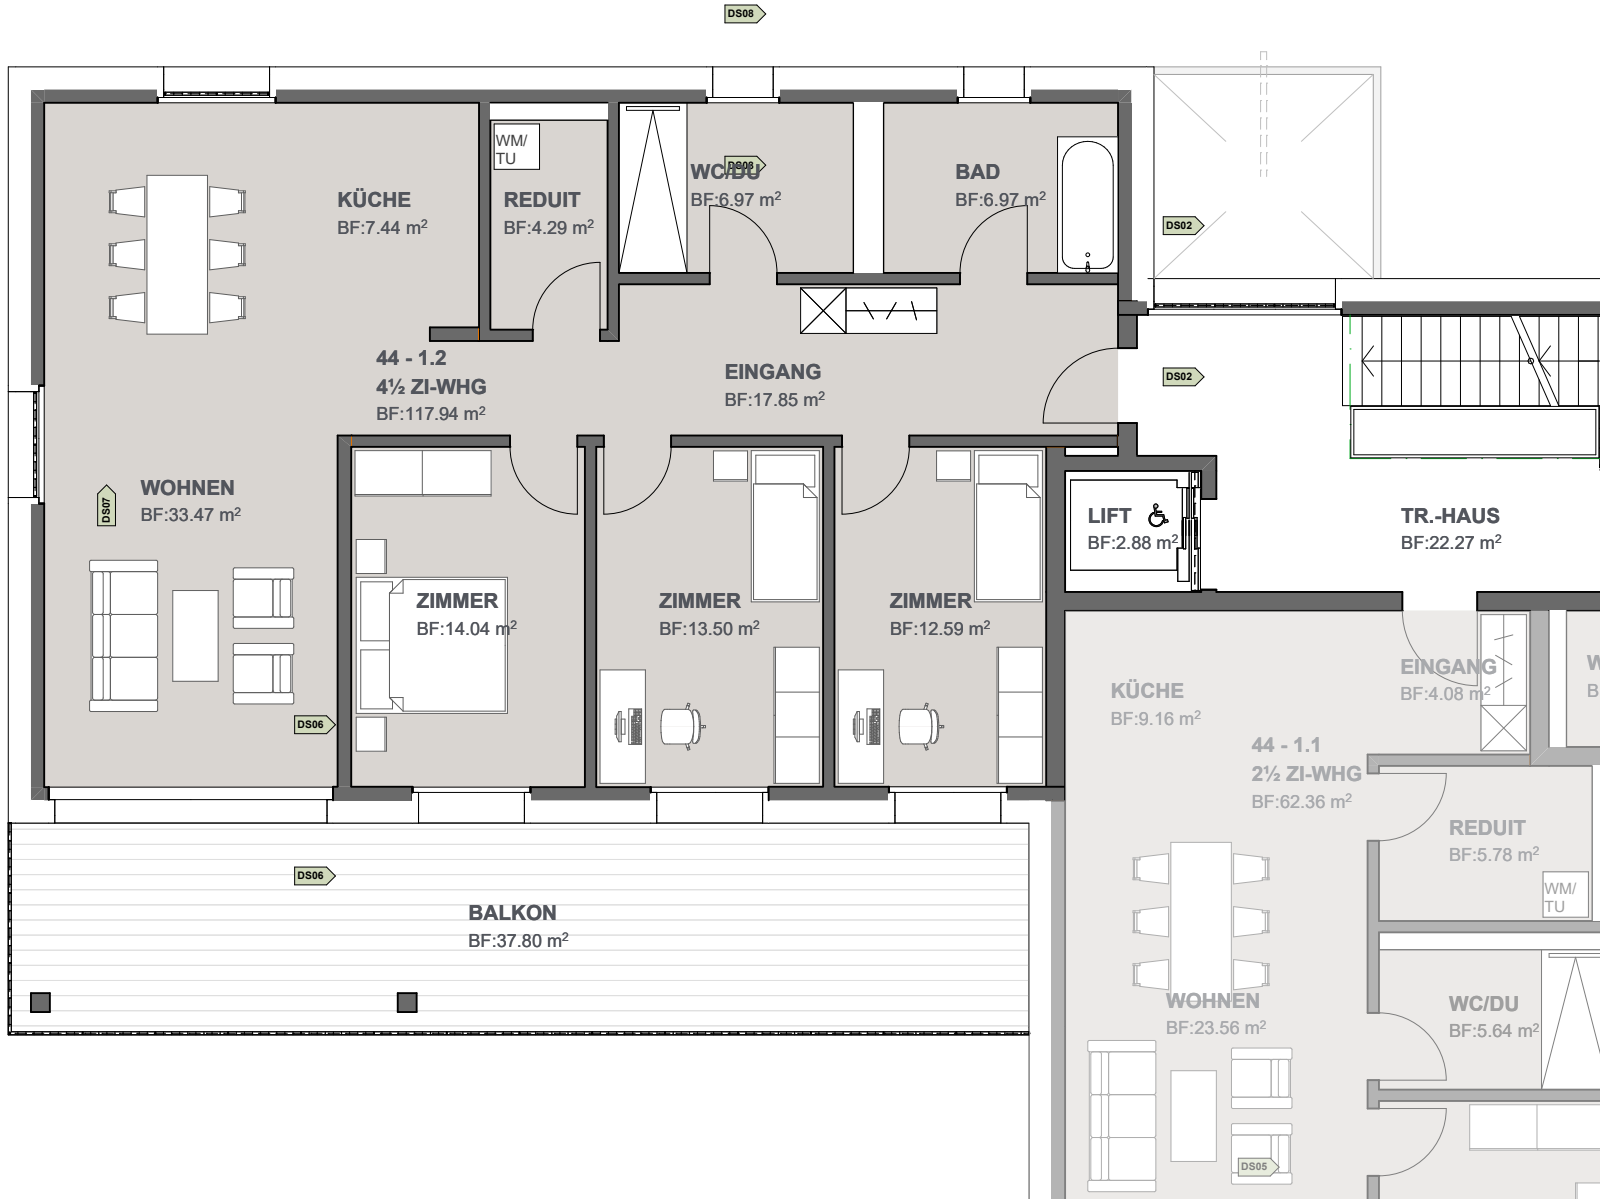 DS08
WM/
TU
KÜCHE
BF:7.44 m²
REDUIT
BF:4.29 m²
DS08
WC/DU
BF:6.97 m²
BAD
BF:6.97 m²
DS02
44 - 1.2
4½ ZI-WHG
BF:117.94 m²
EINGANG
BF:17.85 m²
DS02
WOHNEN
BF:33.47 m²
DS07
LIFT
BF:2.88 m²
TR.-HAUS
BF:22.27 m²
ZIMMER
BF:14.04 m²
ZIMMER
BF:13.50 m²
ZIMMER
BF:12.59 m²
DS06
KÜCHE
BF:9.16 m²
EINGANG
BF:4.08 m²
W
B
44 - 1.1
2½ ZI-WHG
BF:62.36 m²
REDUIT
BF:5.78 m²
WM/
TU
DS06
BALKON
BF:37.80 m²
WOHNEN
BF:23.56 m²
WC/DU
BF:5.64 m²
DS05